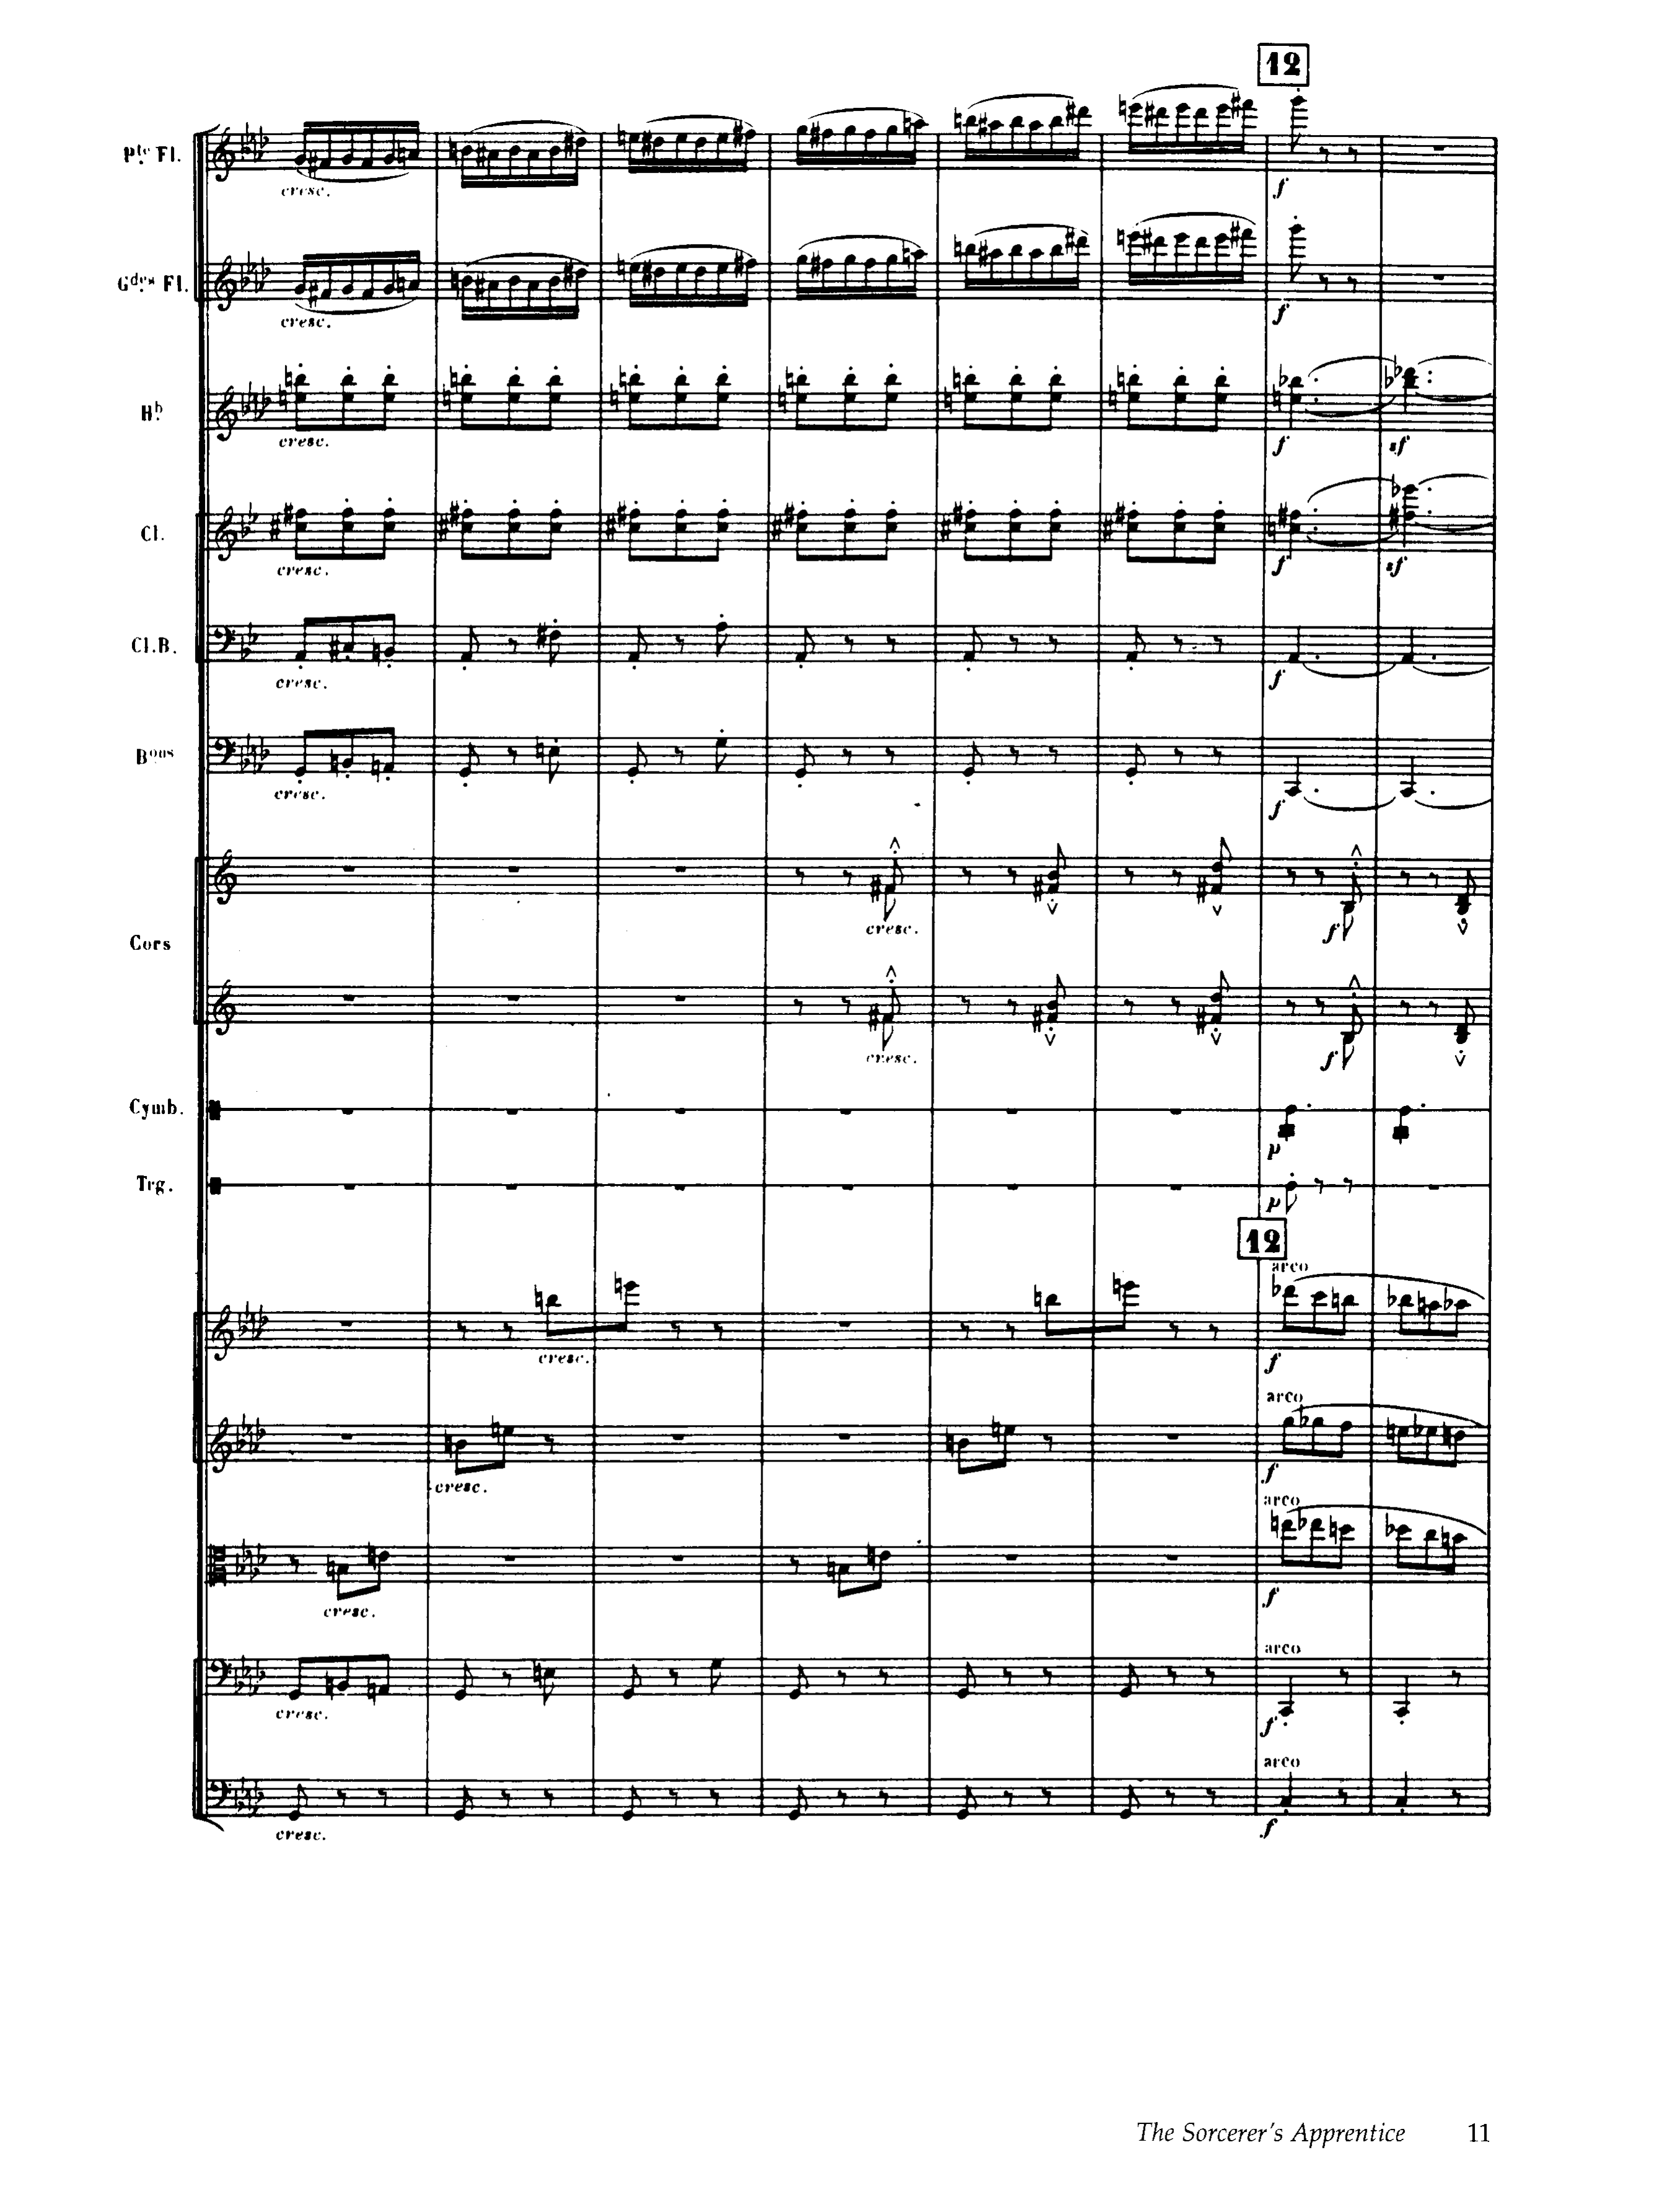 12
Pte Fl.
cresc.
f
Gdes Fl.
cresc.
f
Hb
cresc.
f sf
Cl.
cresc.
f sf
Cl.B.
cresc.
f
Bons
cresc.
f
Cors
cresc.
f
cresc.
f
Cymb.
p
Trg.
p
12
arco
cresc.
f
arco
cresc.
f
arco
cresc.
f
arco
cresc.
f
arco
cresc.
f
The Sorcerer's Apprentice 11